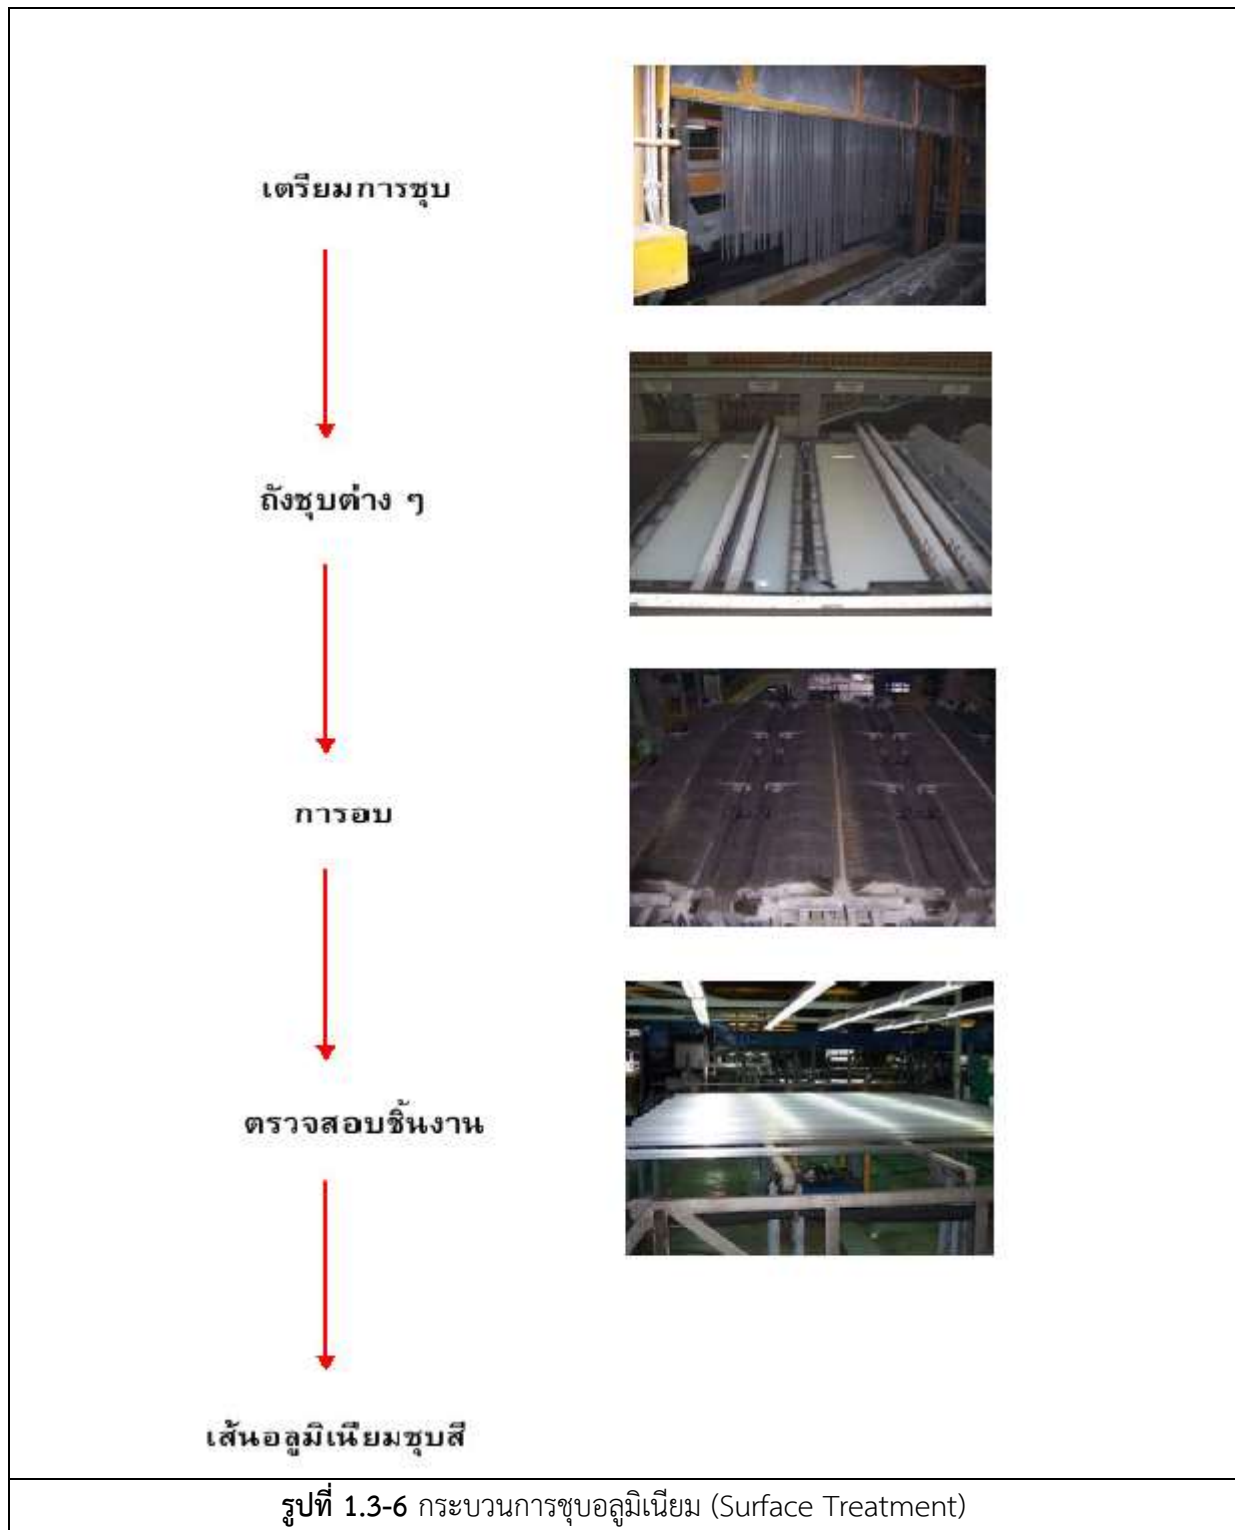 เตรียมการชุบ
ถังชุบต่าง ๆ
การอบ
ตรวจสอบชิ้นงาน
เส้นอลูมิเนียมชุบสี
รูปที่ 1.3-6 กระบวนการชุบอลูมิเนียม (Surface Treatment)